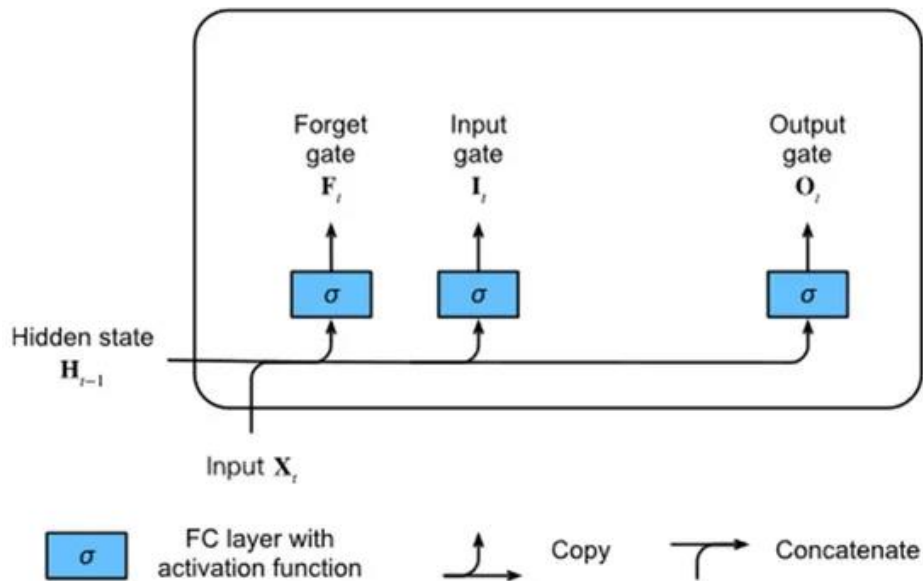 Forget
gate
F_t
Input
gate
I_t
Output
gate
O_t
σ
σ
σ
Hidden state
H_{t−1}
Input X_t
σ
FC layer with
activation function
Copy
Concatenate